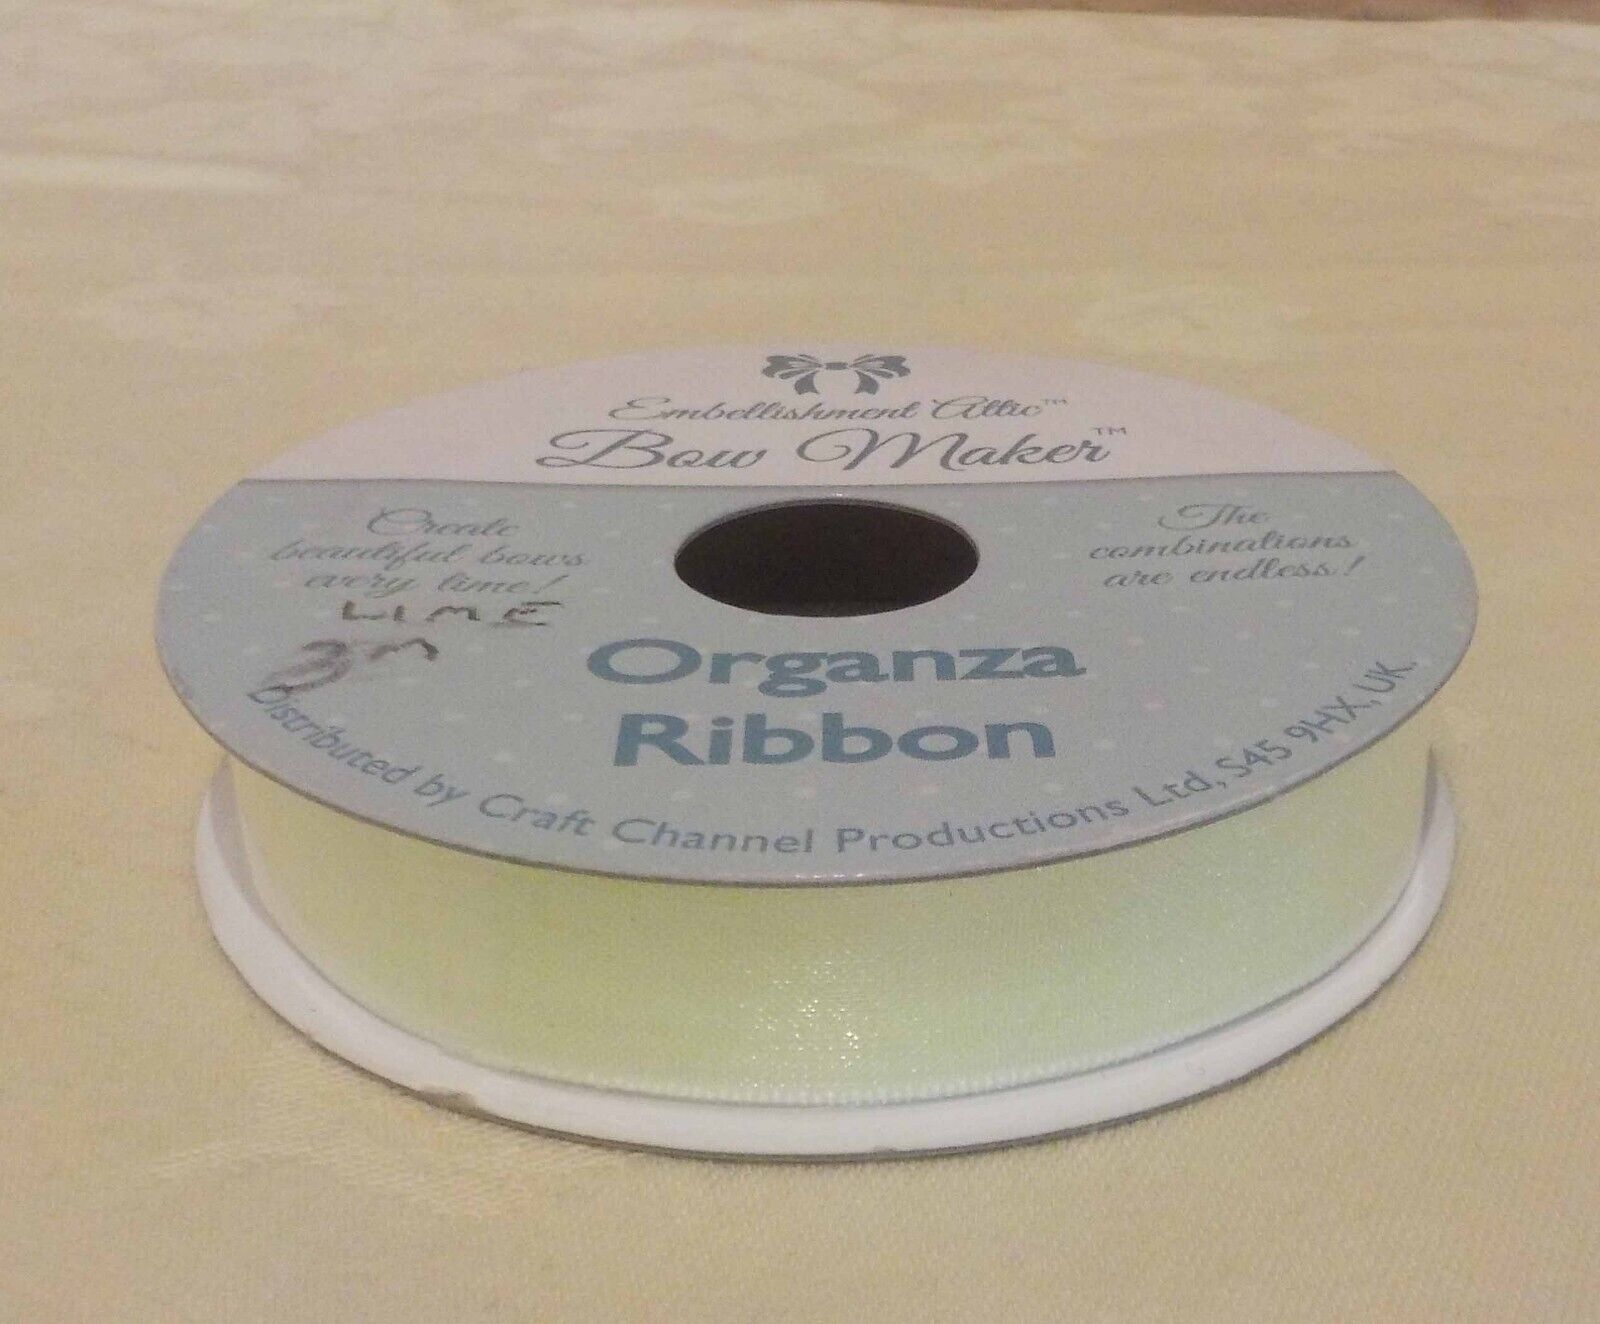 Embellishment Attic™
Bow Maker™
Create
beautiful bows
every time!
The
combinations
are endless!
LIME
M
Organza
Ribbon
Distributed by Craft Channel Productions Ltd, S45 9HX, UK.